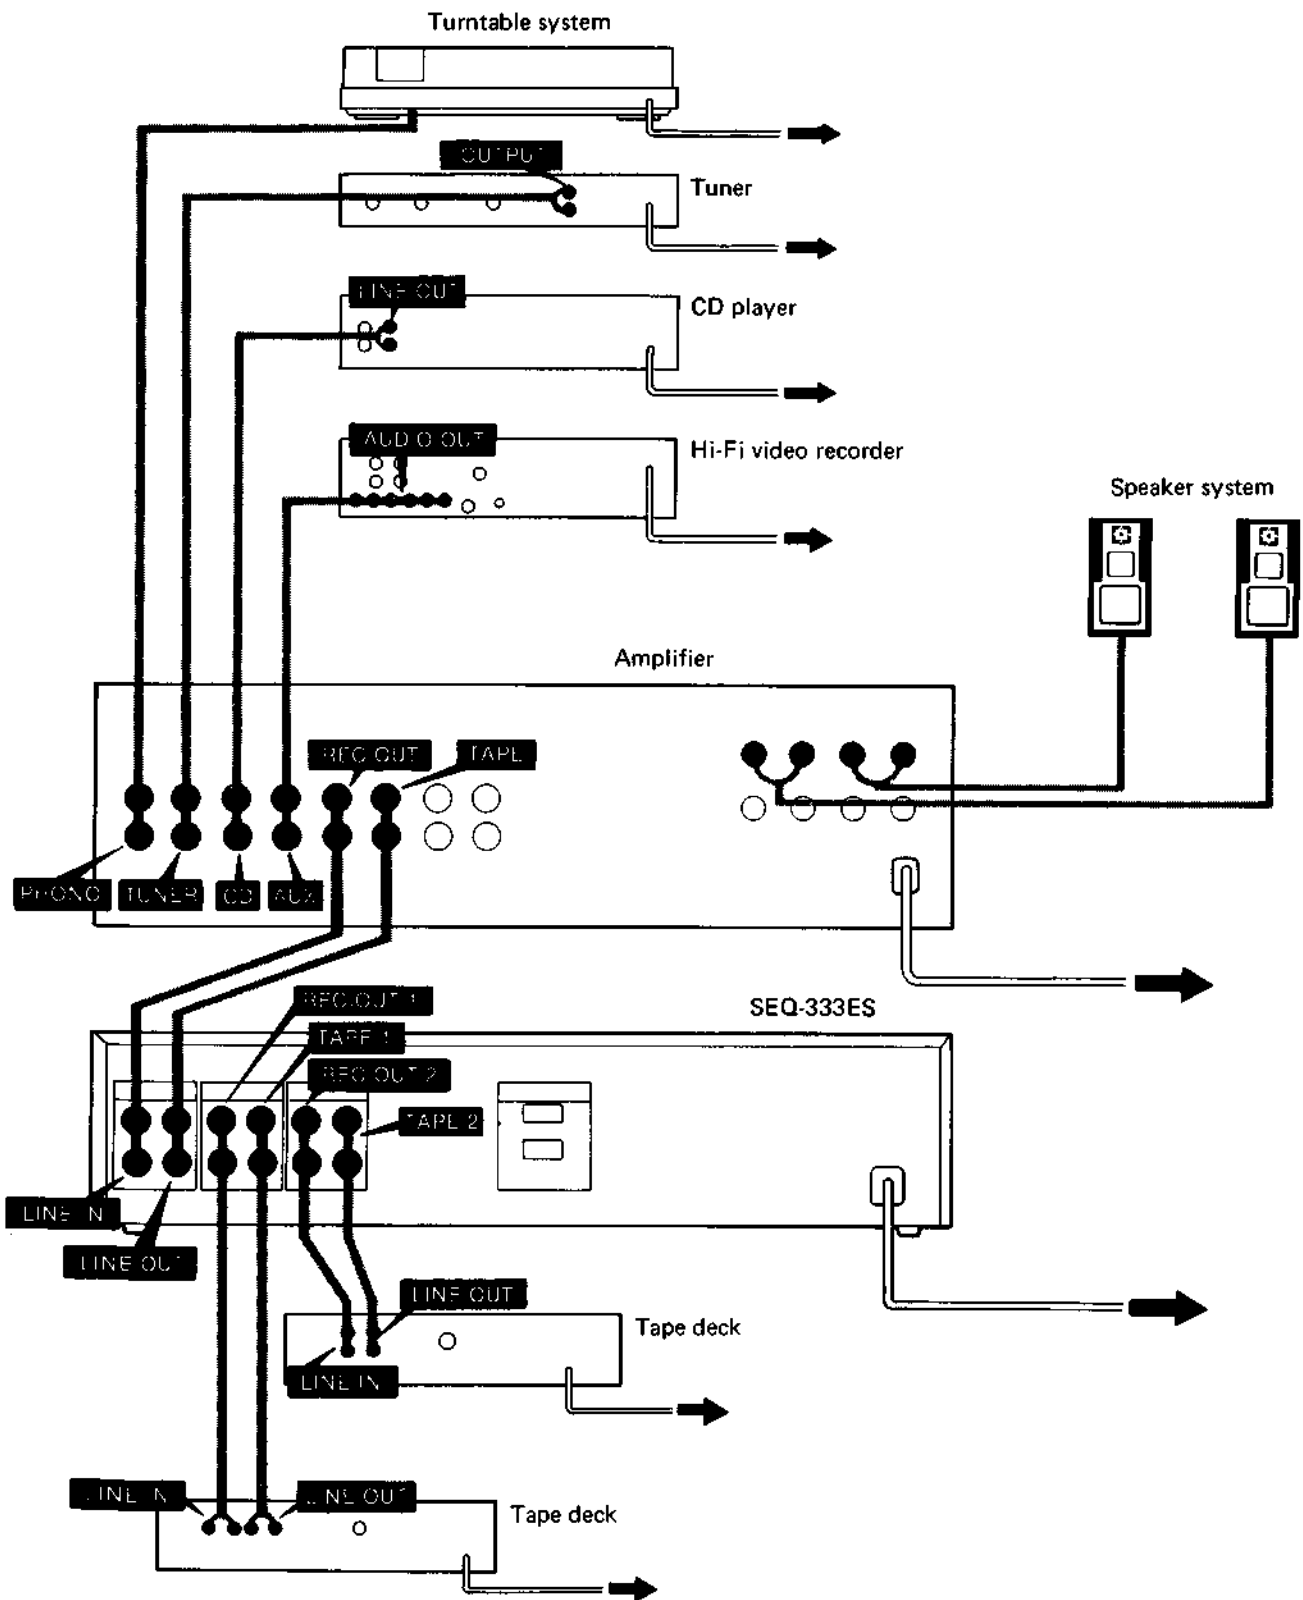 Turntable system
OUTPUT
Tuner
LINE OUT
CD player
AUDIO OUT
Hi-Fi video recorder
Speaker system
Amplifier
REC OUT
TAPE
PHONO
TUNER
CD
AUX
REC OUT 1
SEQ-333ES
TAPE 1
REC OUT 2
TAPE 2
LINE IN
LINE OUT
LINE OUT
Tape deck
LINE IN
LINE IN
LINE OUT
Tape deck